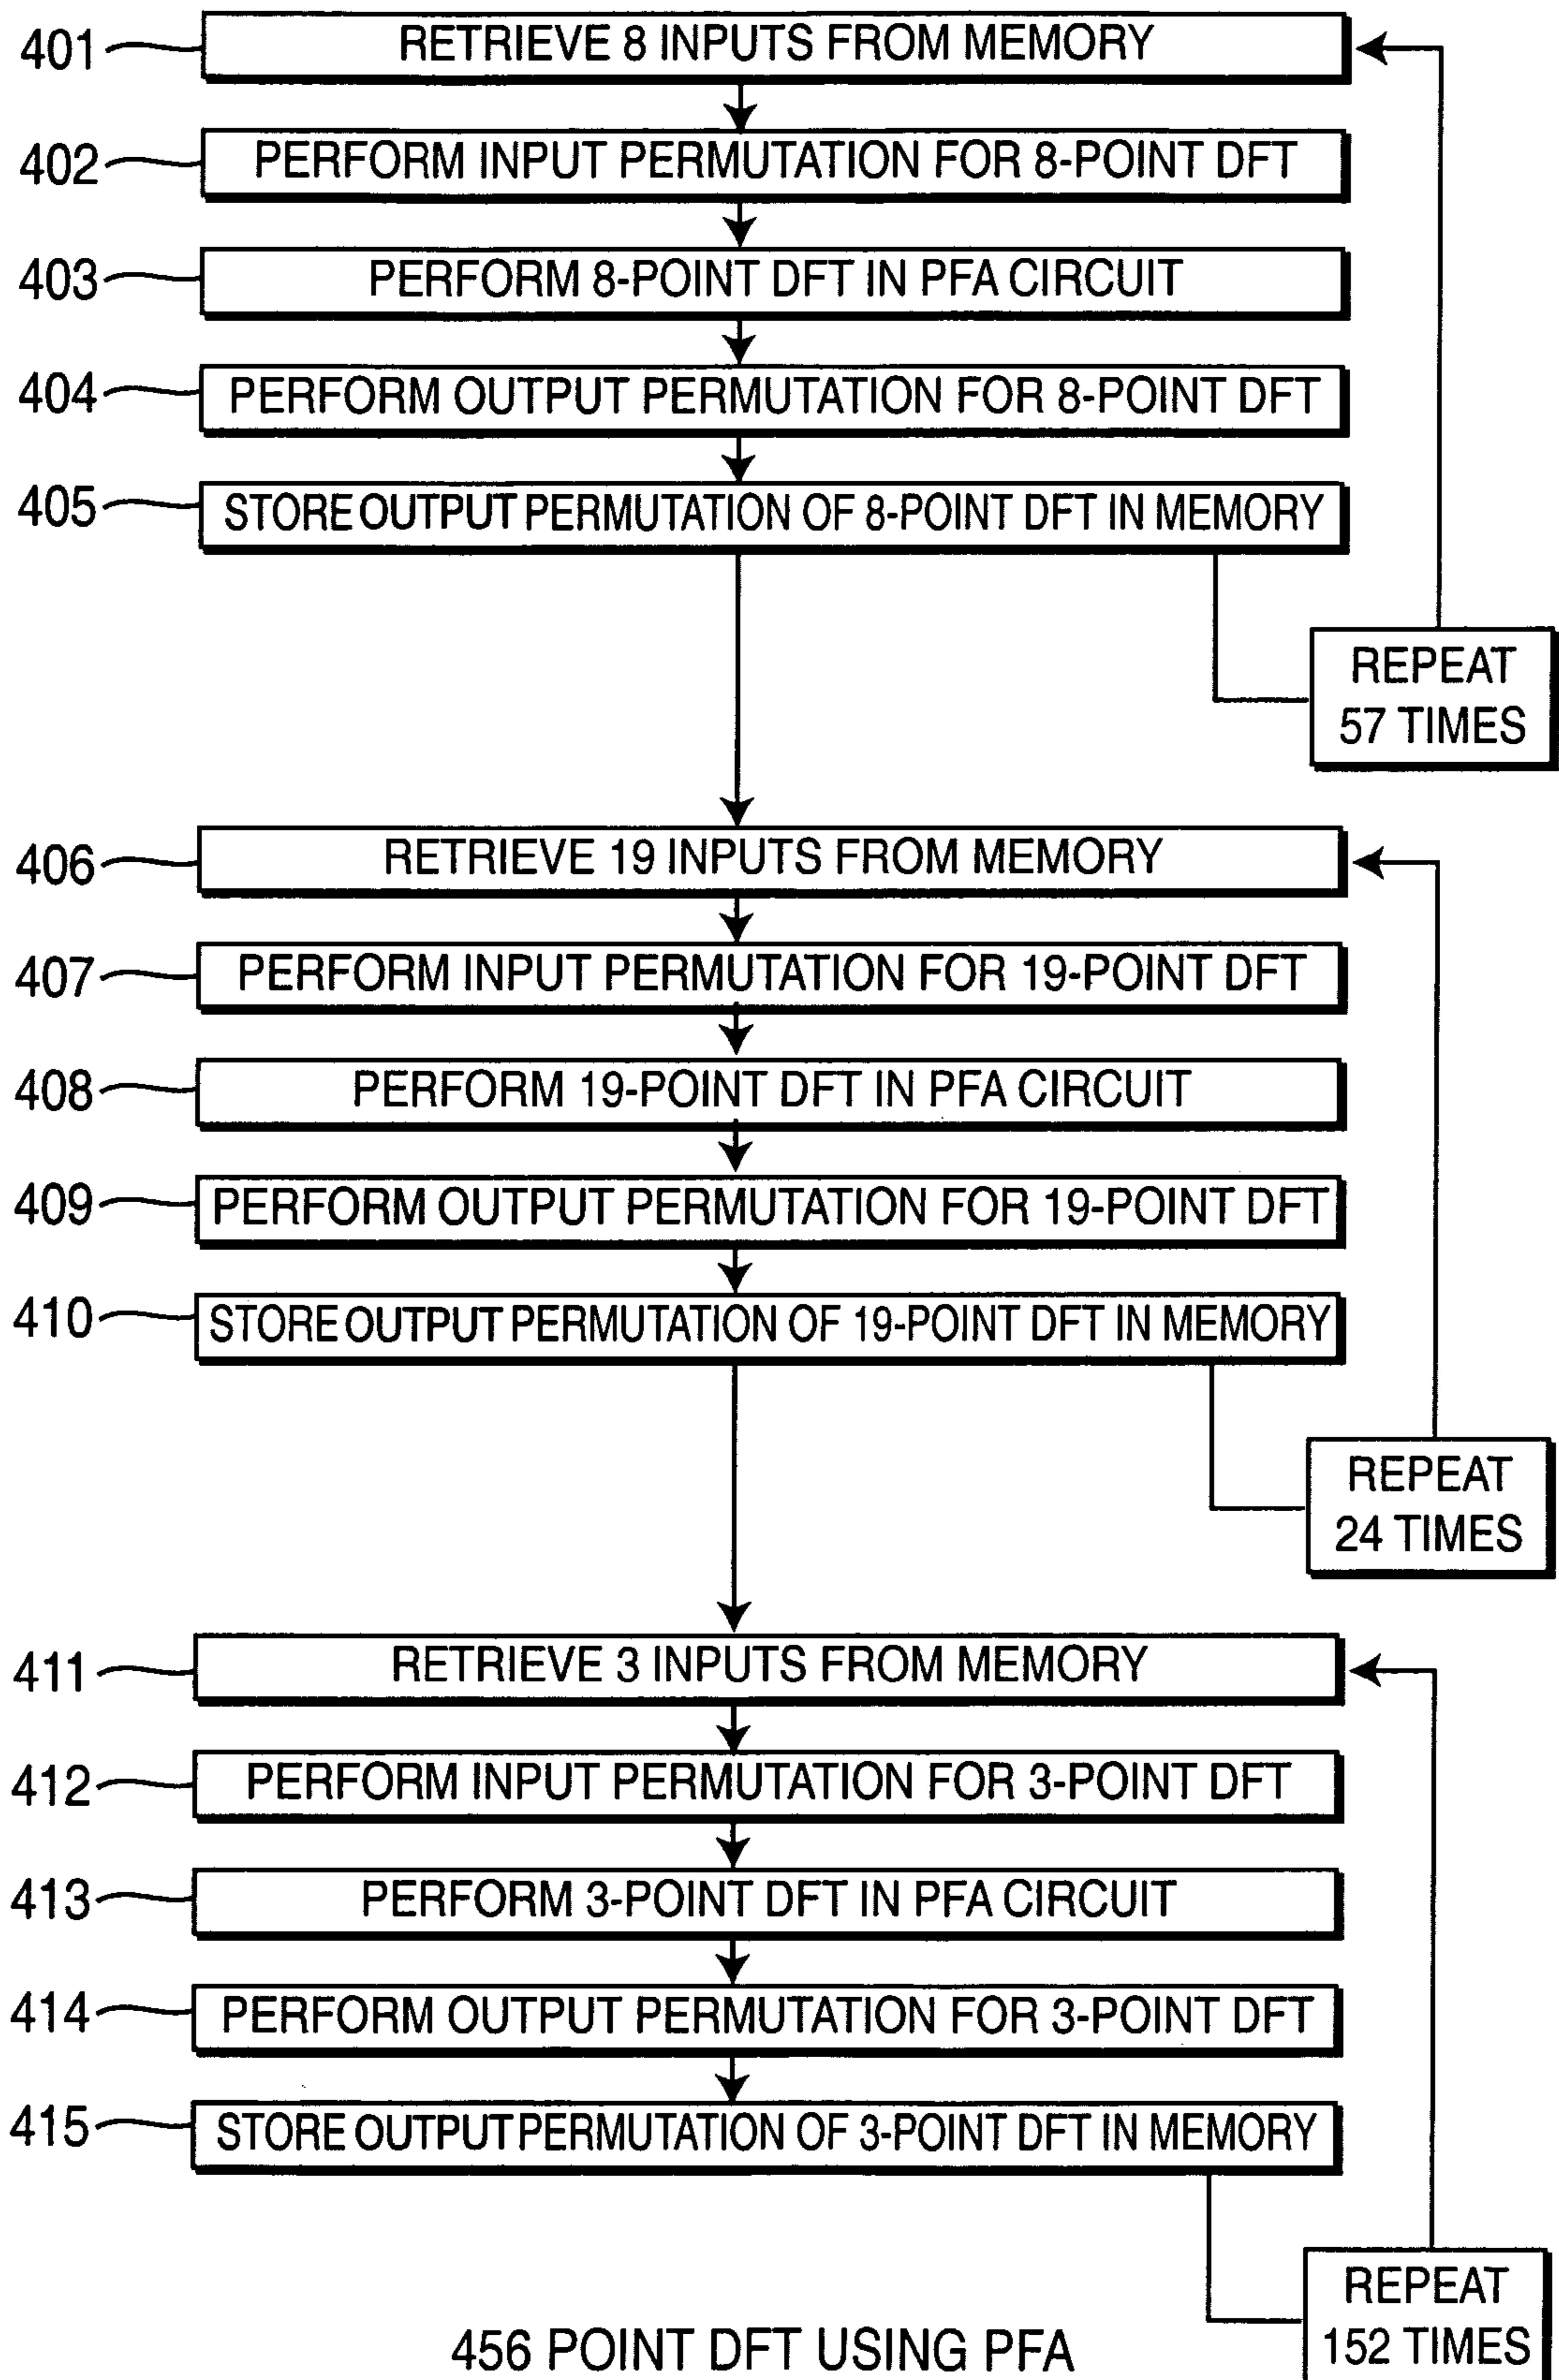 401 RETRIEVE 8 INPUTS FROM MEMORY
402 PERFORM INPUT PERMUTATION FOR 8-POINT DFT
403 PERFORM 8-POINT DFT IN PFA CIRCUIT
404 PERFORM OUTPUT PERMUTATION FOR 8-POINT DFT
405 STORE OUTPUT PERMUTATION OF 8-POINT DFT IN MEMORY
REPEAT
57 TIMES
406 RETRIEVE 19 INPUTS FROM MEMORY
407 PERFORM INPUT PERMUTATION FOR 19-POINT DFT
408 PERFORM 19-POINT DFT IN PFA CIRCUIT
409 PERFORM OUTPUT PERMUTATION FOR 19-POINT DFT
410 STORE OUTPUT PERMUTATION OF 19-POINT DFT IN MEMORY
REPEAT
24 TIMES
411 RETRIEVE 3 INPUTS FROM MEMORY
412 PERFORM INPUT PERMUTATION FOR 3-POINT DFT
413 PERFORM 3-POINT DFT IN PFA CIRCUIT
414 PERFORM OUTPUT PERMUTATION FOR 3-POINT DFT
415 STORE OUTPUT PERMUTATION OF 3-POINT DFT IN MEMORY
REPEAT
152 TIMES
456 POINT DFT USING PFA